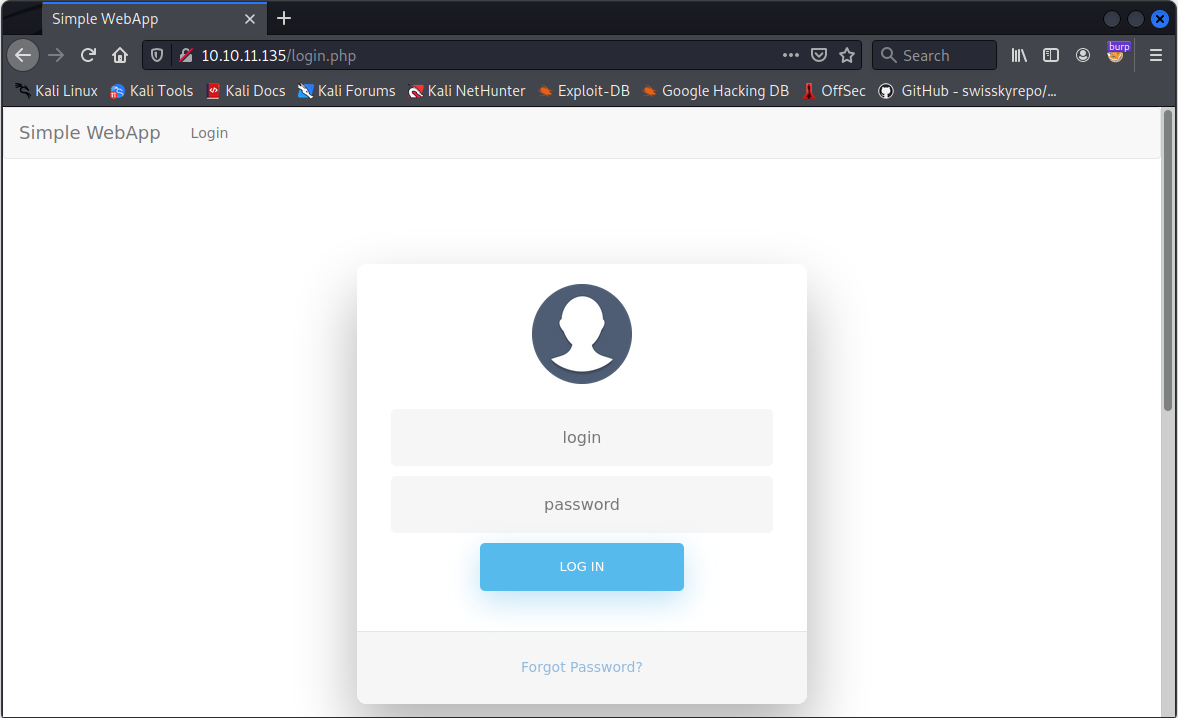 Simple WebApp
burp
10.10.11.135/login.php
Search
Kali Linux Kali Tools Kali Docs Kali Forums Kali NetHunter Exploit-DB Google Hacking DB OffSec GitHub - swisskyrepo/...
Simple WebApp Login
login
password
LOG IN
Forgot Password?